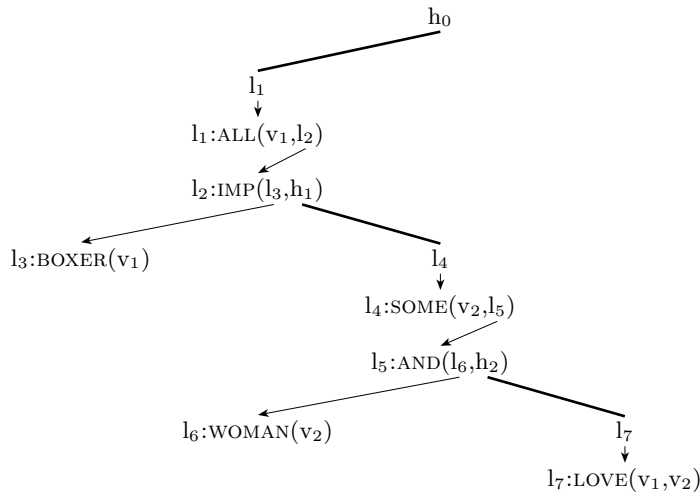 h₀
l₁
l₁:ALL(v₁,l₂)
l₂:IMP(l₃,h₁)
l₃:BOXER(v₁)
l₄
l₄:SOME(v₂,l₅)
l₅:AND(l₆,h₂)
l₆:WOMAN(v₂)
l₇
l₇:LOVE(v₁,v₂)